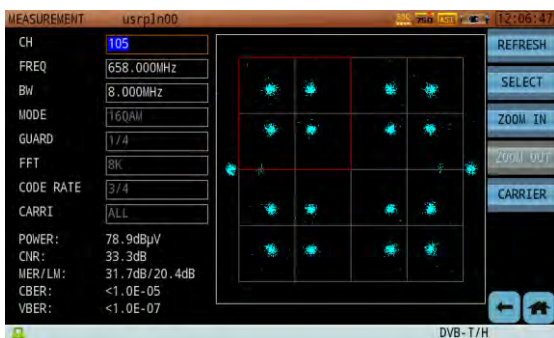 MEASUREMENT usrpIn00 750 12:06:47
CH 105
FREQ 658.000MHz
BW 8.000MHz
MODE 16QAM
GUARD 1/4
FFT 8K
CODE RATE 3/4
CARRI ALL
POWER: 78.9dBμV
CNR: 33.3dB
MER/LM: 31.7dB/20.4dB
CBER: <1.0E-05
VBER: <1.0E-07
REFRESH
SELECT
ZOOM IN
ZOOM OUT
CARRIER
DVB-T/H